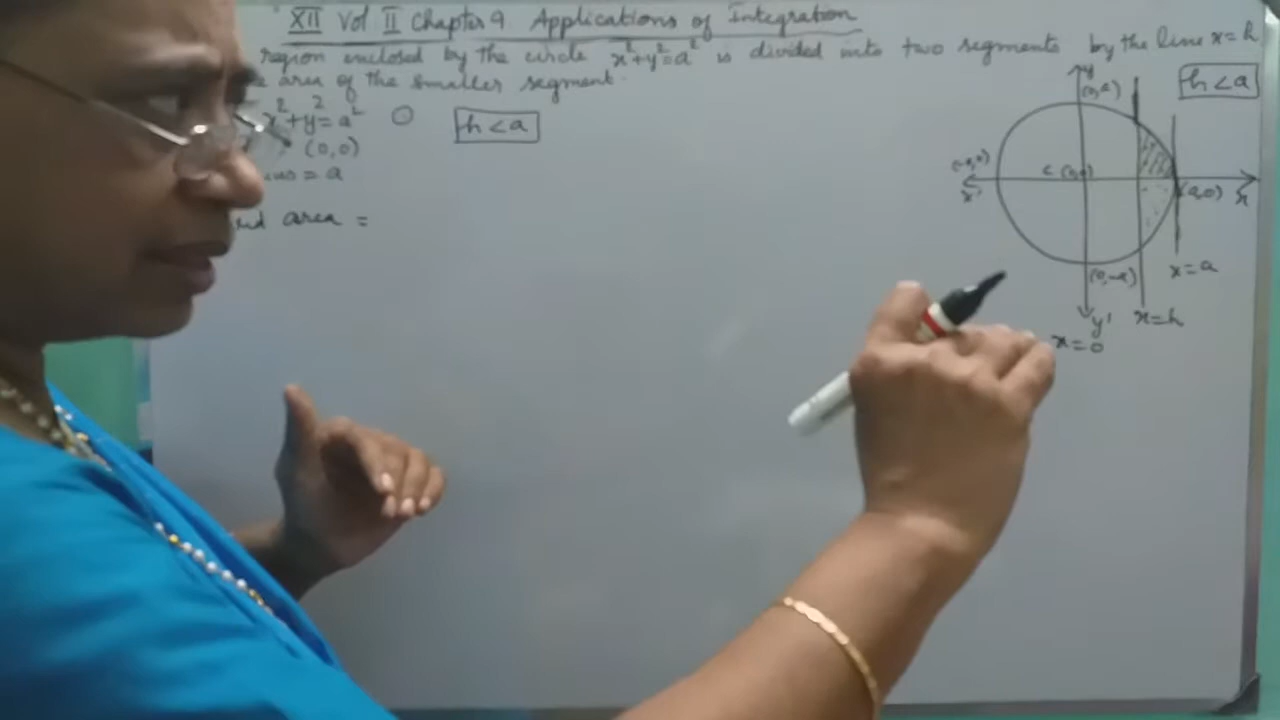 XII Vol II Chapter 9 Applications of Integration
region enclosed by the circle x²+y²=a² is divided into two segments by the line x=h
area of the smaller segment.
x²+y²=a² ○
h<a
(0,0)
= a
area =
h<a
y
(0,a)
(-a,0)
C (0,0)
(a,0)
x'
x
(0,-a)
x=a
y'
x=h
x=0